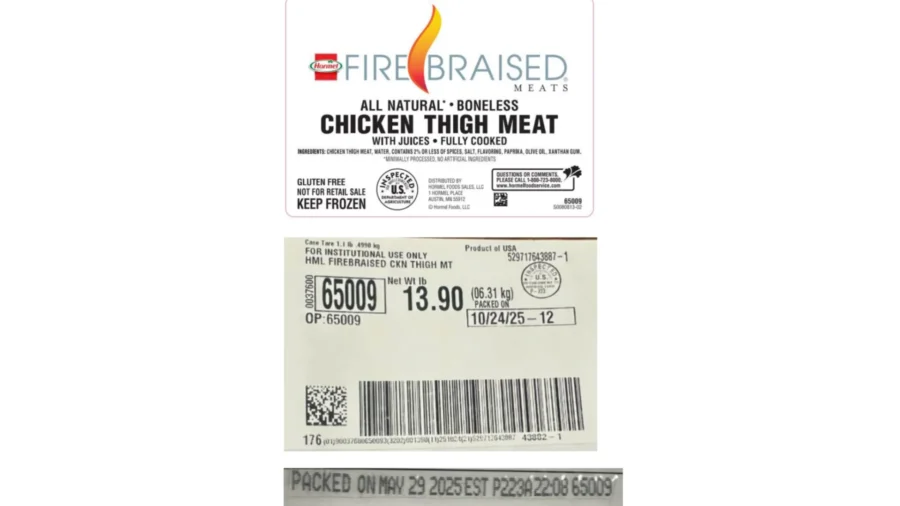 Hormel
FIRE BRAISED
MEATS
ALL NATURAL* • BONELESS
CHICKEN THIGH MEAT
WITH JUICES • FULLY COOKED
INGREDIENTS: CHICKEN THIGH MEAT, WATER, CONTAINS 2% OR LESS OF SPICES, SALT, FLAVORING, PAPRIKA, OLIVE OIL, XANTHAN GUM.
*MINIMALLY PROCESSED, NO ARTIFICIAL INGREDIENTS
GLUTEN FREE
NOT FOR RETAIL SALE
KEEP FROZEN
INSPECTED
U.S.
DEPARTMENT OF
AGRICULTURE
DISTRIBUTED BY
HORMEL FOODS SALES, LLC
1 HORMEL PLACE
AUSTIN, MN 55912
© Hormel Foods, LLC
QUESTIONS OR COMMENTS,
PLEASE CALL 1-800-723-8000.
www.hormelfoodservice.com
65009
Case Tare 1.1 lb .4990 kg
FOR INSTITUTIONAL USE ONLY
HML FIREBRAISED CKN THIGH MT
Product of USA
529717643887-1
INSPECTED
U.S.
0037600
65009
OP:65009
Net Wt lb
13.90
(06.31 kg)
PACKED ON
10/24/25-12
176
43882-1
PACKED ON MAY 29 2025 EST P223A 22:08 65009